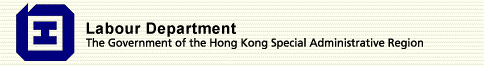 Labour Department
The Government of the Hong Kong Special Administrative Region